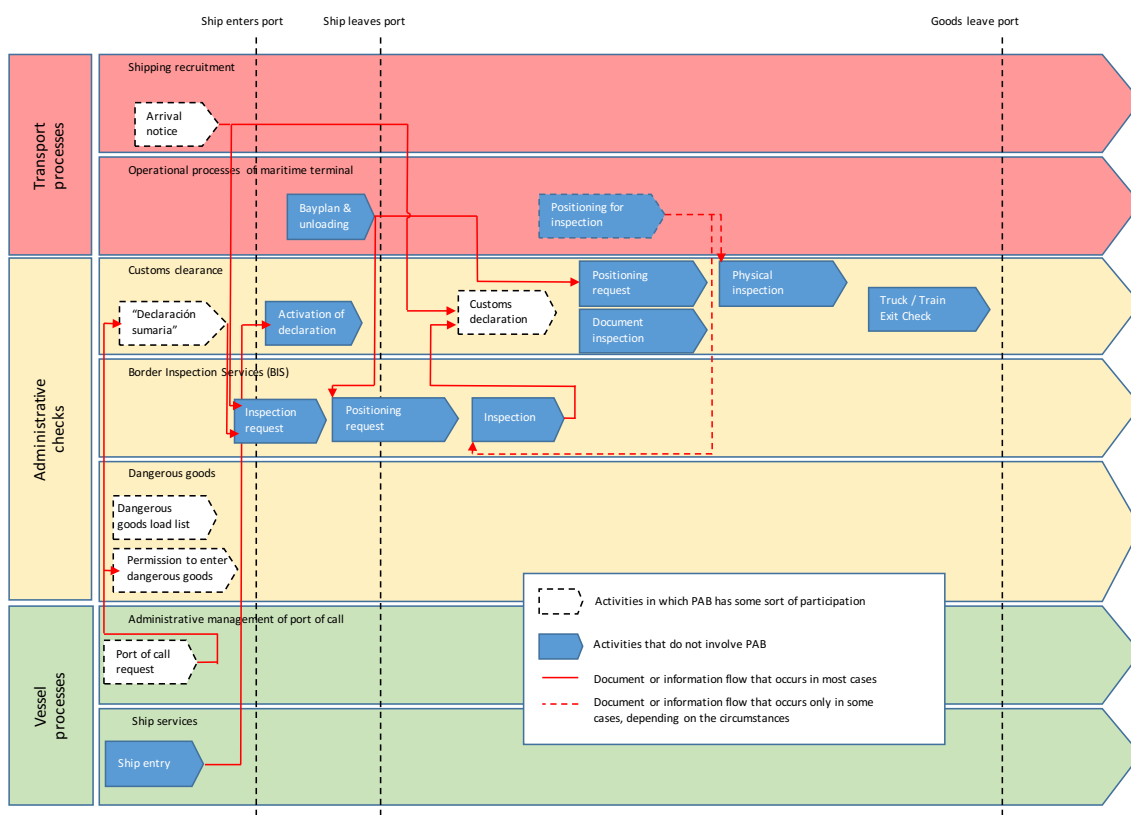 Ship enters port
Ship leaves port
Goods leave port
Transport
processes
Shipping recruitment
Arrival
notice
Operational processes of maritime terminal
Bayplan &
unloading
Positioning for
inspection
Administrative
checks
Customs clearance
"Declaración
sumaria"
Activation of
declaration
Customs
declaration
Positioning
request
Document
inspection
Physical
inspection
Truck / Train
Exit Check
Border Inspection Services (BIS)
Inspection
request
Positioning
request
Inspection
Dangerous goods
Dangerous
goods load list
Permission to enter
dangerous goods
Vessel
processes
Administrative management of port of call
Port of call
request
Ship services
Ship entry
Activities in which PAB has some sort of participation
Activities that do not involve PAB
Document or information flow that occurs in most cases
Document or information flow that occurs only in some
cases, depending on the circumstances